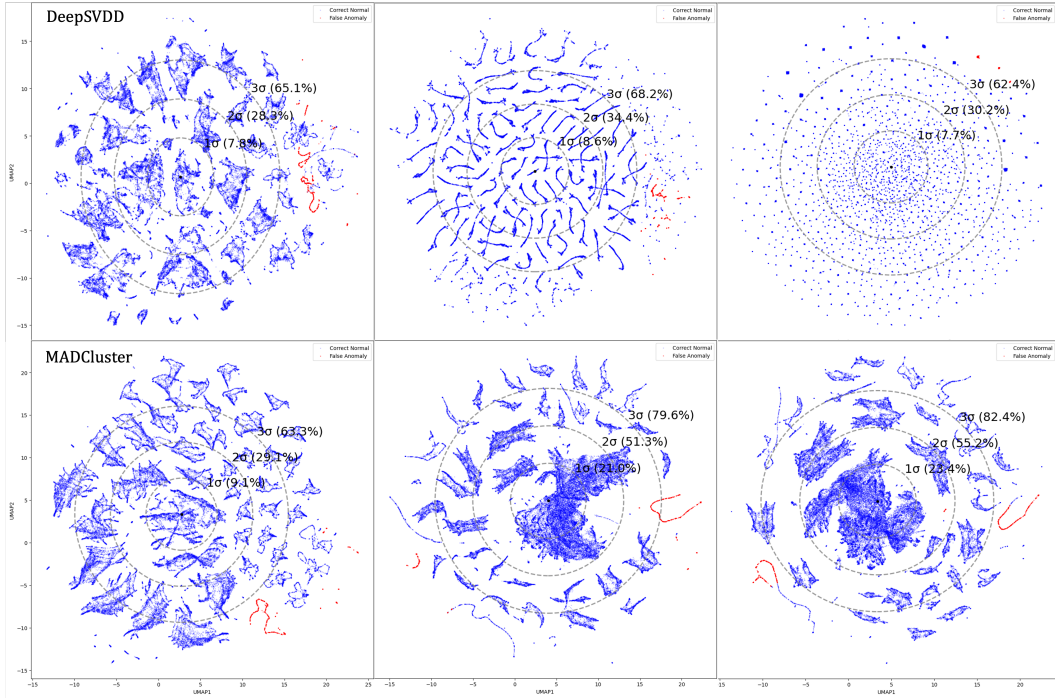 DeepSVDD
Correct Normal
False Anomaly
3σ (65.1%)
2σ (28.3%)
1σ (7.8%)
UMAP2
15
10
5
0
−5
−10
−15
Correct Normal
False Anomaly
3σ (68.2%)
2σ (34.4%)
1σ (8.6%)
Correct Normal
False Anomaly
3σ (62.4%)
2σ (30.2%)
1σ (7.7%)
MADCluster
Correct Normal
False Anomaly
3σ (63.3%)
2σ (29.1%)
1σ (9.1%)
UMAP2
20
15
10
5
0
−5
−10
−15
−10 −5 0 5 10 15 20 25
UMAP1
Correct Normal
False Anomaly
3σ (79.6%)
2σ (51.3%)
1σ (21.0%)
−15 −10 −5 0 5 10 15 20
UMAP1
Correct Normal
False Anomaly
3σ (82.4%)
2σ (55.2%)
1σ (23.4%)
−15 −10 −5 0 5 10 15 20
UMAP1